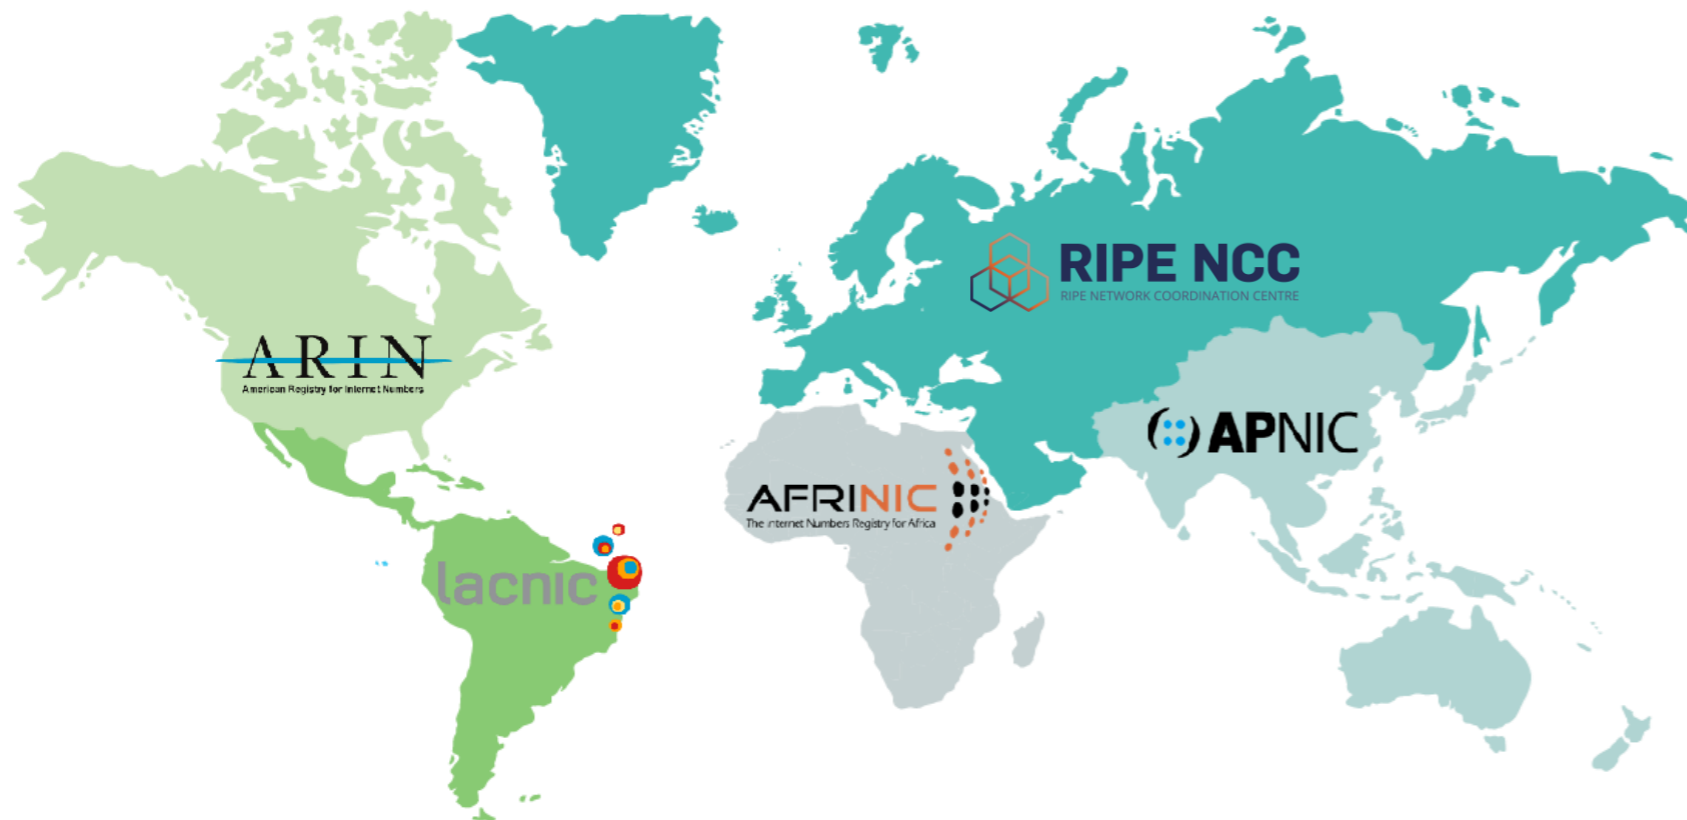 RIPE NCC
RIPE NETWORK COORDINATION CENTRE
ARIN
American Registry for Internet Numbers
APNIC
AFRINIC
The Internet Numbers Registry for Africa
lacnic